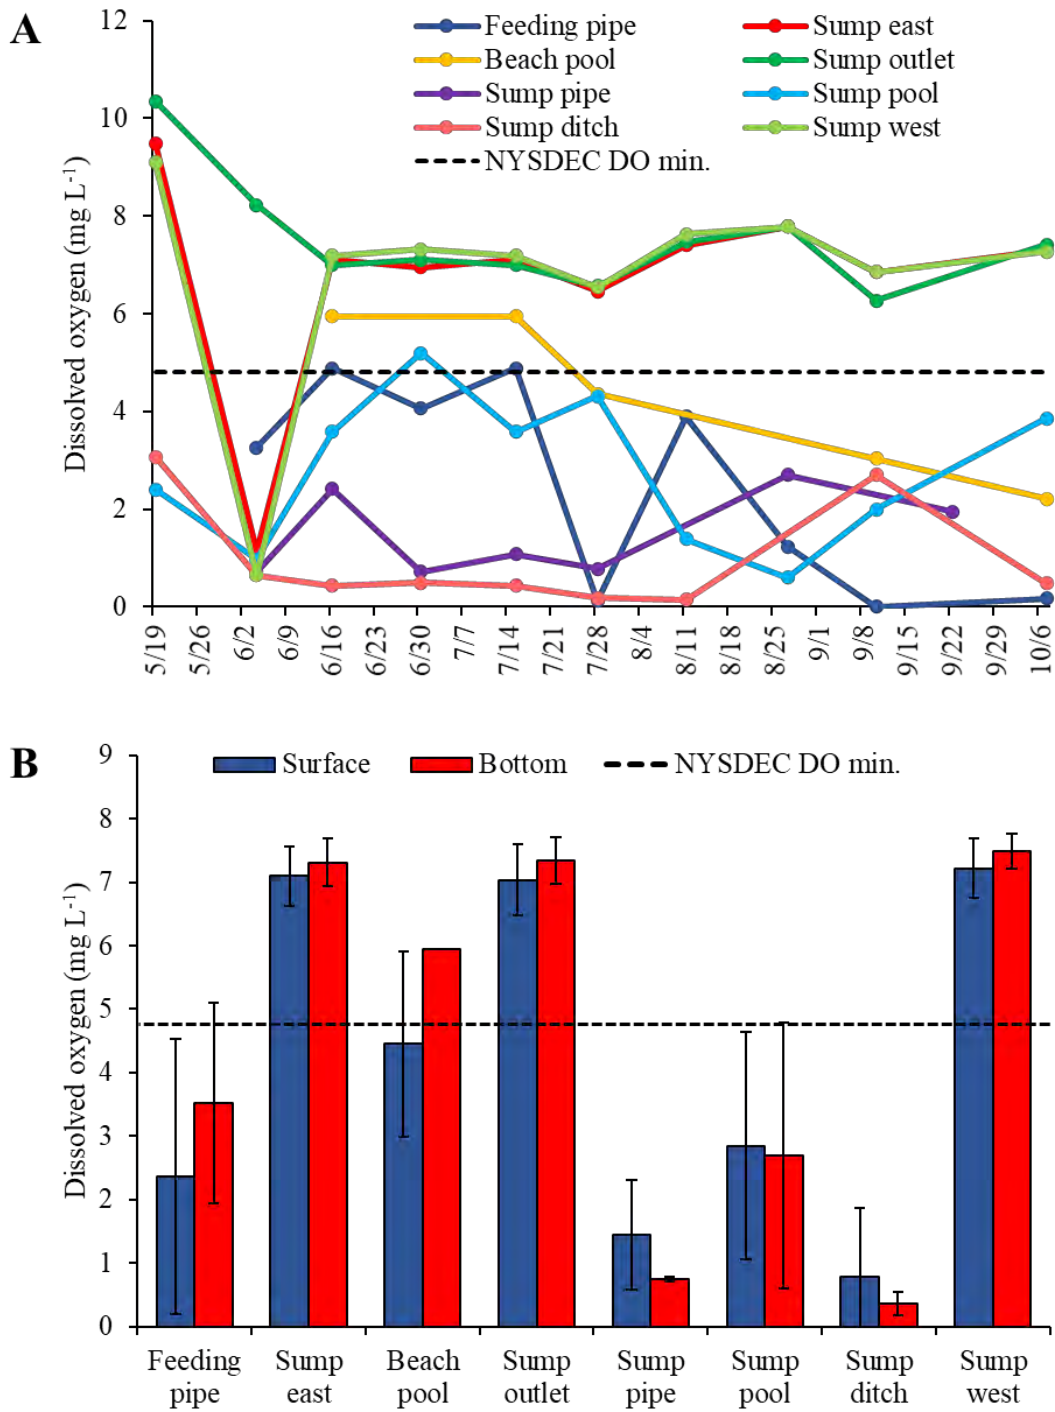 A
Feeding pipe
Sump east
Beach pool
Sump outlet
Sump pipe
Sump pool
Sump ditch
Sump west
NYSDEC DO min.
Dissolved oxygen (mg L-1)
12
10
8
6
4
2
0
5/19
5/26
6/2
6/9
6/16
6/23
6/30
7/7
7/14
7/21
7/28
8/4
8/11
8/18
8/25
9/1
9/8
9/15
9/22
9/29
10/6
B
Surface
Bottom
NYSDEC DO min.
Dissolved oxygen (mg L-1)
9
8
7
6
5
4
3
2
1
0
Feeding pipe
Sump east
Beach pool
Sump outlet
Sump pipe
Sump pool
Sump ditch
Sump west